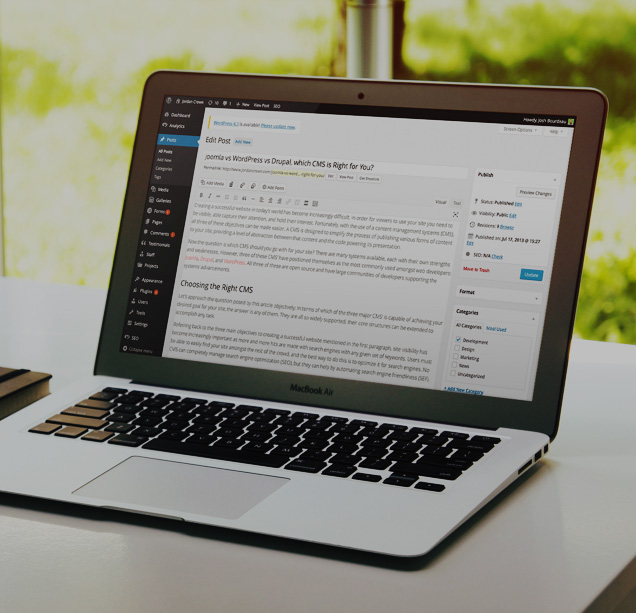 Jordan Crown 10 1 + New View Post SEO
Howdy, Josh Bourdeau
Screen Options Help
Dashboard
Analytics
Posts
All Posts
Add New
Categories
Tags
Media
Galleries
Forms
Pages
Comments
Testimonials
Staff
Projects
Appearance
Plugins
Users
Tools
Settings
SEO
Collapse menu
is available! Please update now.
Edit Post Add New
Joomla vs WordPress vs Drupal, which CMS is Right for You?
Permalink:
Edit View Post Get Shortlink
Add Media
Add Form
Visual Text
Creating a successful website in today's world has become increasingly difficult. In order for viewers to use your site you need to
be visible, able capture their attention, and hold their interest. Fortunately, with the use of a content management systems (CMS)
all three of these objectives can be made easier. A CMS is designed to simplify the process of publishing various forms of content
to your site, providing a level of abstraction between that content and the code powering its presentation.
Now the question is which CMS should you go with for your site? There are many systems available, each with their own strengths
and weaknesses. However, three of those CMS have positioned themselves as the most commonly used amongst web developers
Joomla, Drupal, and WordPress. All three of these are open source and have large communities of developers supporting the
systems advancements.
Choosing the Right CMS
Let's approach the question posed by this article objectively. In terms of which of the three major CMS is capable of achieving your
desired goal for your site, the answer is any of them. They are all so widely supported, their core structures can be extended to
accomplish any task.
Referring back to the three main objectives to creating a successful website mentioned in the first paragraph. Site visibility has
become increasingly important as more and more hits are made with search engines with any given set of keywords. Users must
be able to easily find your site amongst the rest of the crowd, and the best way to do this is to optimize it for search engines. No
CMS can completely manage search engine optimization (SEO) but they can help by automating search engine friendliness (SEF)
Publish
Preview Changes
Status: Published Edit
Visibility: Public Edit
Revisions: 8 Browse
Published on: Jul 17, 2013 @ 15:27
Edit
SEO: N/A Check
Move to Trash Update
Format
Categories
All Categories Most Used
Development
Design
Marketing
News
Uncategorized
+ Add New Category
MacBook Air